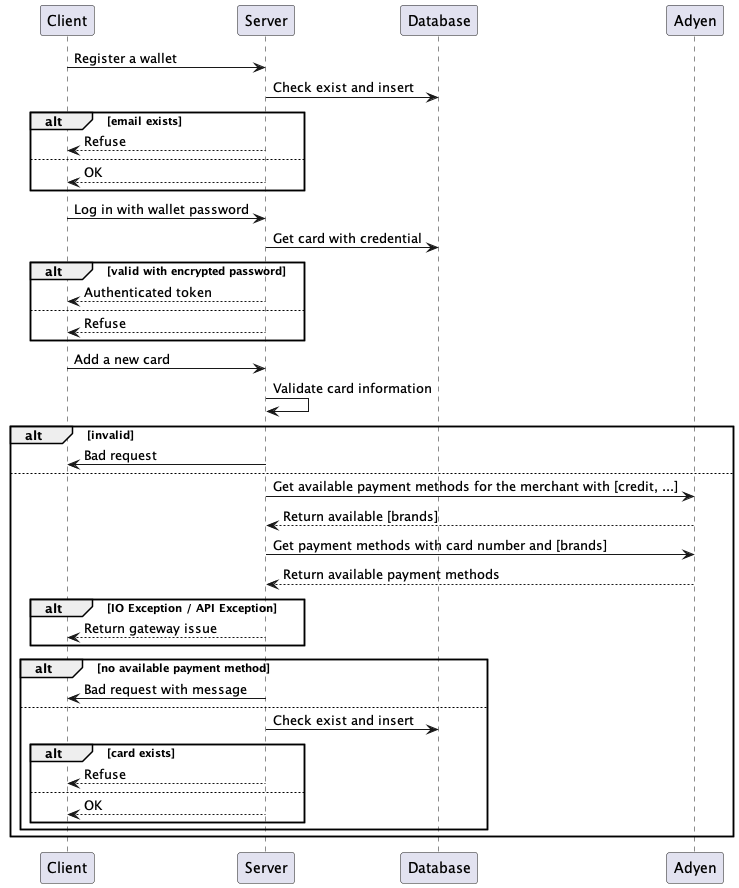 Client Server Database Adyen
Register a wallet
Check exist and insert
alt [email exists]
Refuse
OK
Log in with wallet password
Get card with credential
alt [valid with encrypted password]
Authenticated token
Refuse
Add a new card
Validate card information
alt [invalid]
Bad request
Get available payment methods for the merchant with [credit, ...]
Return available [brands]
Get payment methods with card number and [brands]
Return available payment methods
alt [IO Exception / API Exception]
Return gateway issue
alt [no available payment method]
Bad request with message
Check exist and insert
alt [card exists]
Refuse
OK
Client Server Database Adyen